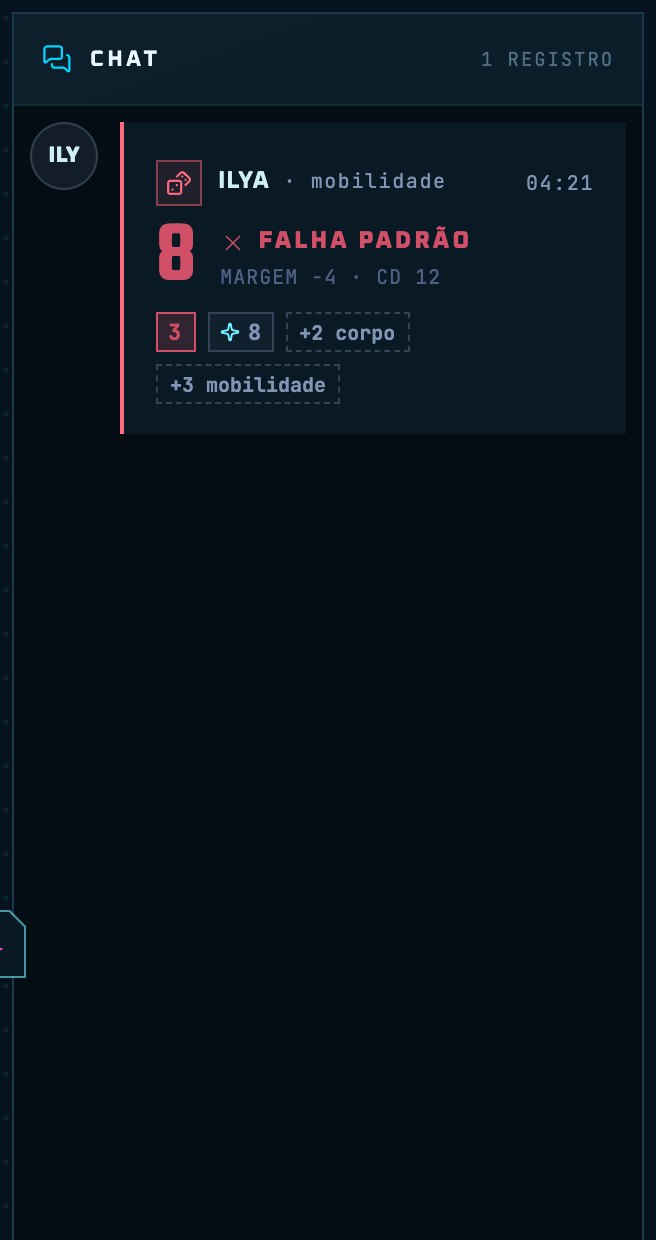 CHAT
1 REGISTRO
ILY
ILYA · mobilidade
04:21
8
× FALHA PADRÃO
MARGEM -4 · CD 12
3
8
+2 corpo
+3 mobilidade